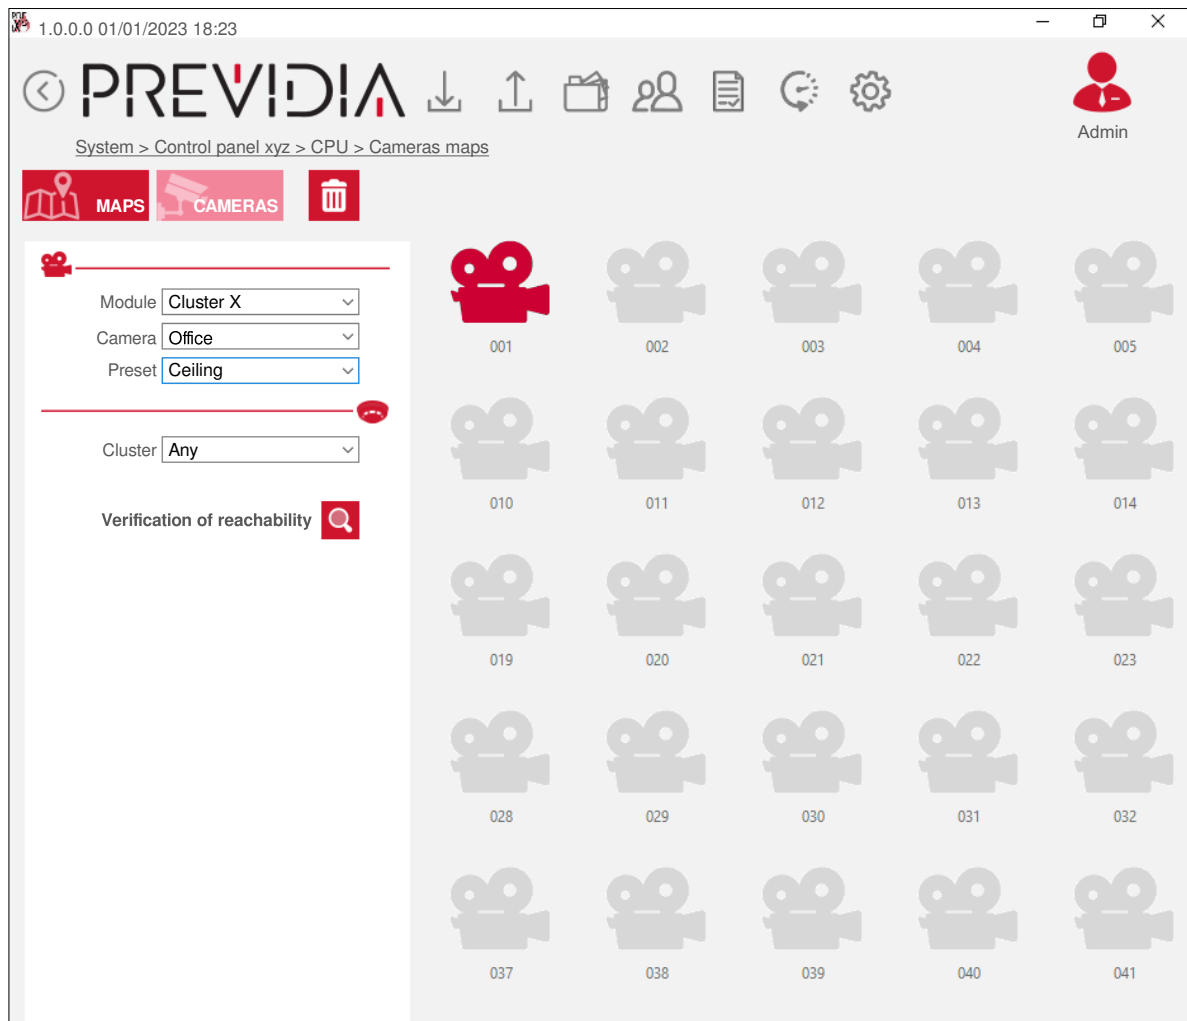 1.0.0.0 01/01/2023 18:23
PREVIDIA
Admin
System > Control panel xyz > CPU > Cameras maps
MAPS
CAMERAS
Module Cluster X
Camera Office
Preset Ceiling
Cluster Any
Verification of reachability
001 002 003 004 005
010 011 012 013 014
019 020 021 022 023
028 029 030 031 032
037 038 039 040 041